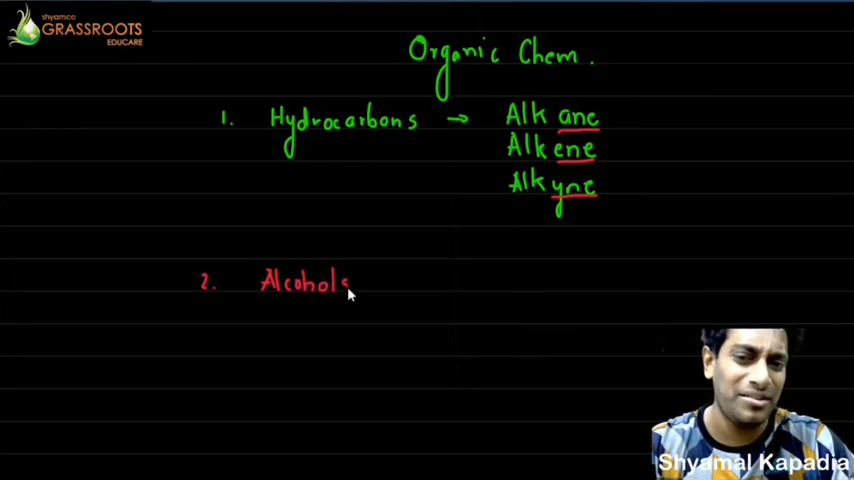 shyamco
GRASSROOTS
EDUCARE
Organic Chem.
1. Hydrocarbons → Alkane
Alkene
Alkyne
2. Alcohols
Shyamal Kapadia